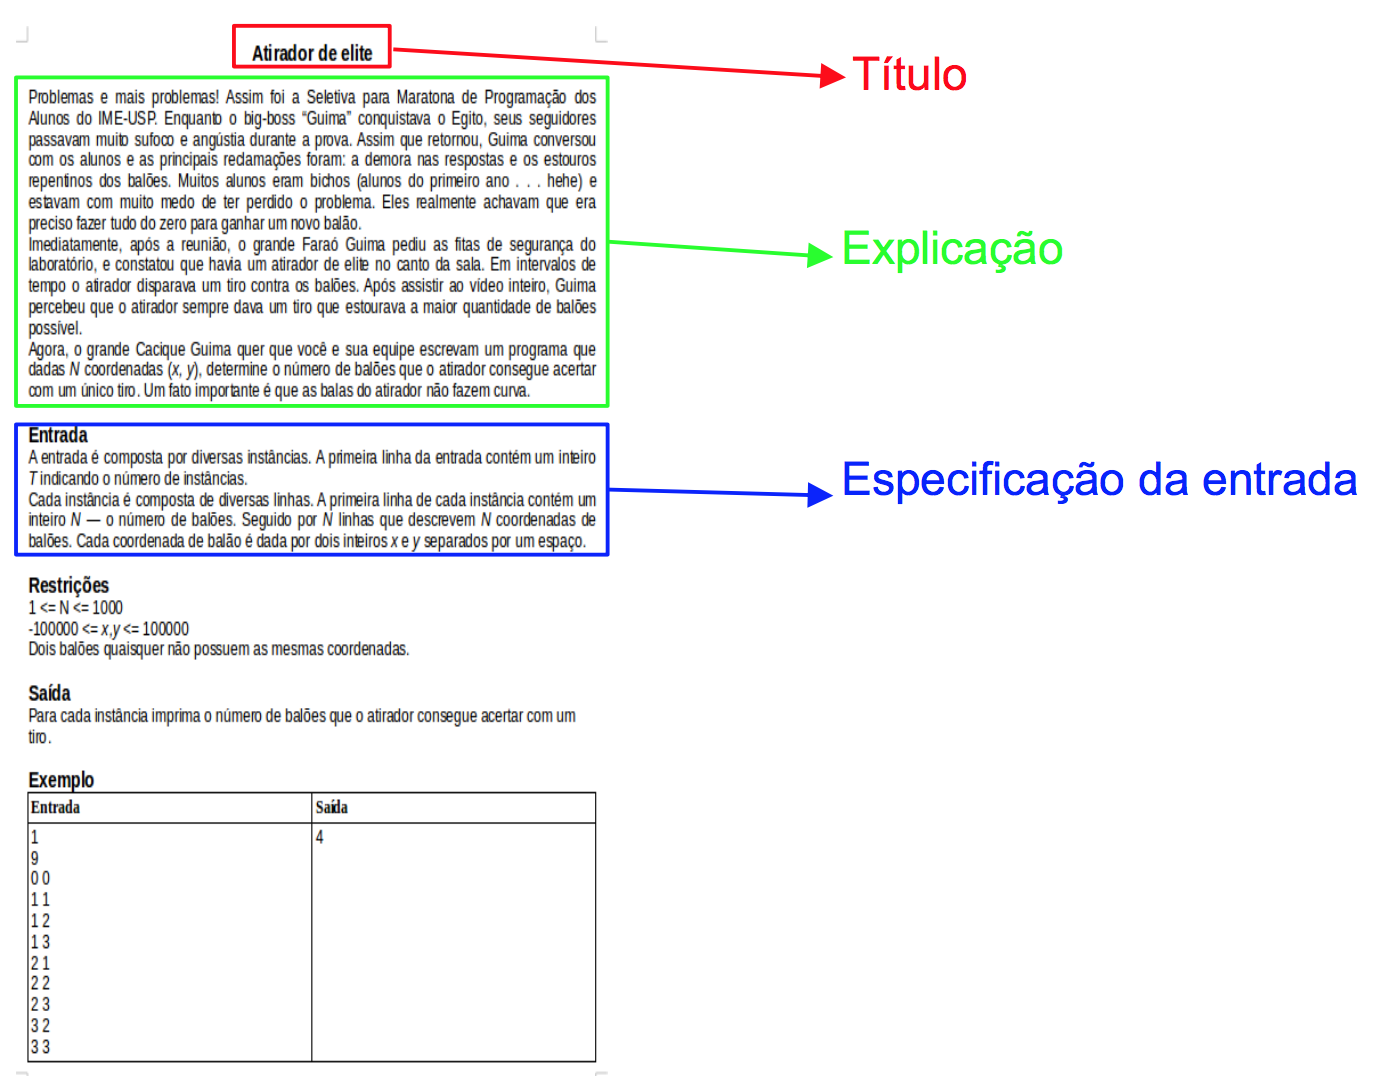 Atirador de elite
Título
Problemas e mais problemas! Assim foi a Seletiva para Maratona de Programação dos
Alunos do IME-USP. Enquanto o big-boss “Guima” conquistava o Egito, seus seguidores
passavam muito sufoco e angústia durante a prova. Assim que retornou, Guima conversou
com os alunos e as principais reclamações foram: a demora nas respostas e os estouros
repentinos dos balões. Muitos alunos eram bichos (alunos do primeiro ano . . . hehe) e
estavam com muito medo de ter perdido o problema. Eles realmente achavam que era
preciso fazer tudo do zero para ganhar um novo balão.
Imediatamente, após a reunião, o grande Faraó Guima pediu as fitas de segurança do
laboratório, e constatou que havia um atirador de elite no canto da sala. Em intervalos de
tempo o atirador disparava um tiro contra os balões. Após assistir ao vídeo inteiro, Guima
percebeu que o atirador sempre dava um tiro que estourava a maior quantidade de balões
possível.
Agora, o grande Cacique Guima quer que você e sua equipe escrevam um programa que
dadas N coordenadas (x, y), determine o número de balões que o atirador consegue acertar
com um único tiro. Um fato importante é que as balas do atirador não fazem curva.
Explicação
Entrada
A entrada é composta por diversas instâncias. A primeira linha da entrada contém um inteiro
T indicando o número de instâncias.
Cada instância é composta de diversas linhas. A primeira linha de cada instância contém um
inteiro N — o número de balões. Seguido por N linhas que descrevem N coordenadas de
balões. Cada coordenada de balão é dada por dois inteiros x e y separados por um espaço.
Especificação da entrada
Restrições
1 <= N <= 1000
-100000 <= x,y <= 100000
Dois balões quaisquer não possuem as mesmas coordenadas.
Saída
Para cada instância imprima o número de balões que o atirador consegue acertar com um
tiro.
Exemplo
Entrada Saída
1 4
9
0 0
1 1
1 2
1 3
2 1
2 2
2 3
3 2
3 3